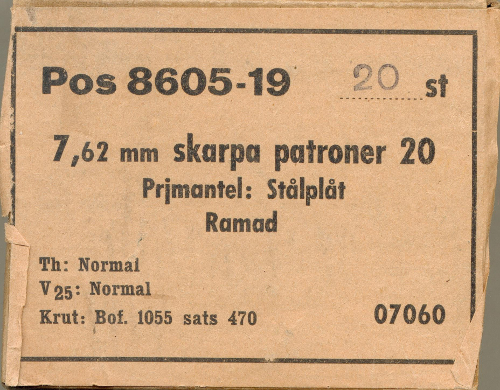 Pos 8605-19 20 st
7,62 mm skarpa patroner 20
Prjmantel: Stålplåt
Ramad
Th: Normal
V25: Normal
Krut: Bof. 1055 sats 470 07060